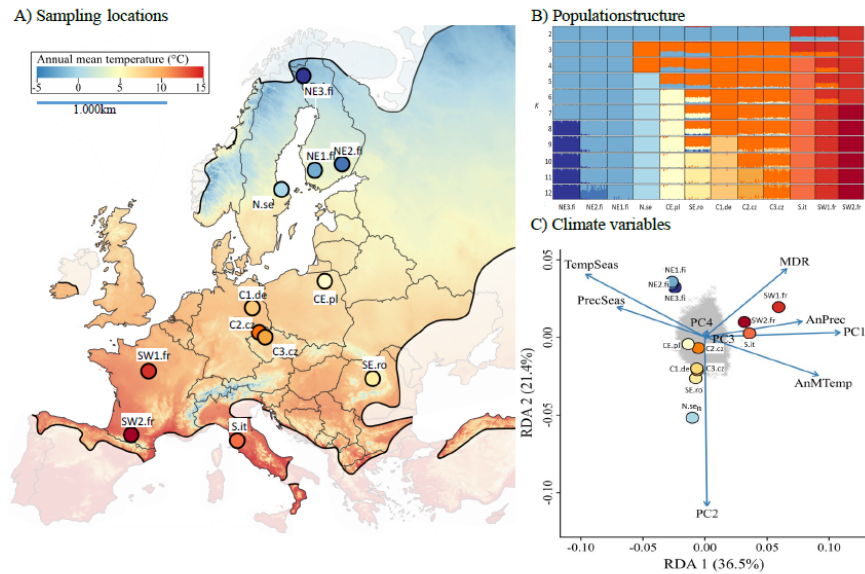 A) Sampling locations
Annual mean temperature (°C)
-5 0 5 10 15
1.000km
NE3.fi
NE1.fi
NE2.fi
N.se
CE.pl
C1.de
C2.cz
C3.cz
SW1.fr
SE.ro
SW2.fr
S.it
B) Populationstructure
K
2
3
4
5
6
7
8
9
10
11
12
NE3.fi NE2.fi NE1.fi N.se CE.pl SE.ro C1.de C2.cz C3.cz S.it SW1.fr SW2.fr
C) Climate variables
RDA 2 (21.4%)
0.05
0.00
-0.05
-0.10
TempSeas
PrecSeas
NE1.fi
NE2.fi
NE3.fi
MDR
SW1.fr
SW2.fr
AnPrec
PC4
PC3
PC1
S.it
CE.pl
C2.cz
C1.de
C3.cz
AnMTemp
SE.ro
N.se
PC2
-0.10 -0.05 0.00 0.05 0.10
RDA 1 (36.5%)